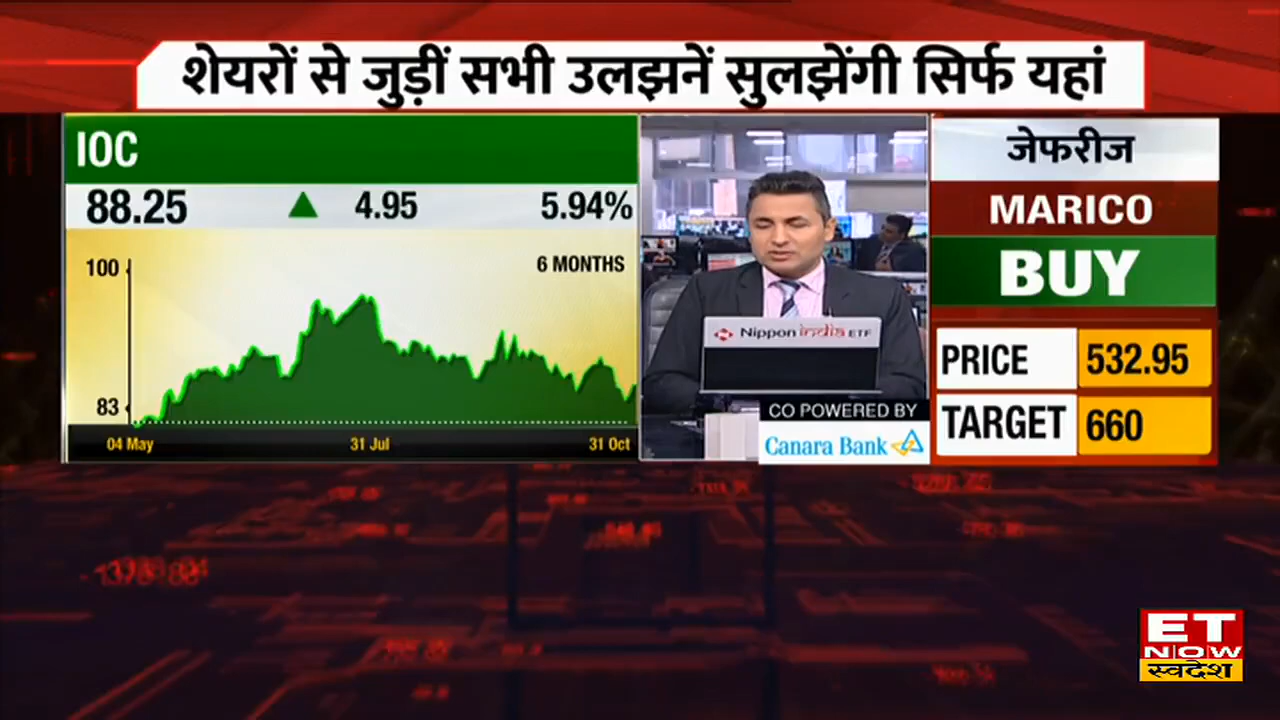 शेयरों से जुड़ीं सभी उलझनें सुलझेंगी सिर्फ यहां
IOC
88.25 ▲ 4.95 5.94%
6 MONTHS
100
83
04 May 31 Jul 31 Oct
Nippon india ETF
CO POWERED BY
Canara Bank
जेफरीज
MARICO
BUY
PRICE 532.95
TARGET 660
ET
NOW
स्वदेश